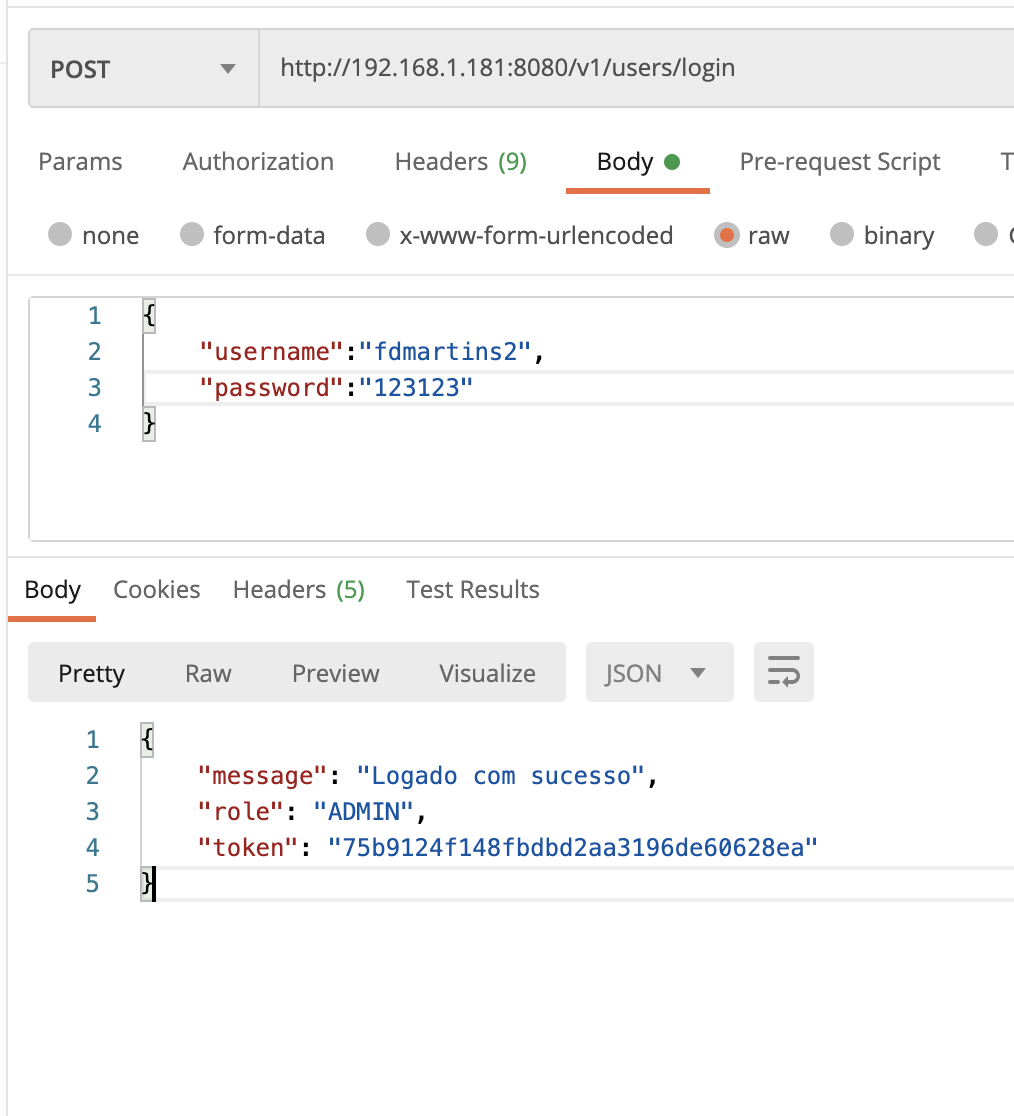 POST http://192.168.1.181:8080/v1/users/login
Params Authorization Headers (9) Body Pre-request Script T
none form-data x-www-form-urlencoded raw binary
1 {
2 "username":"fdmartins2",
3 "password":"123123"
4 }
Body Cookies Headers (5) Test Results
Pretty Raw Preview Visualize JSON
1 {
2 "message": "Logado com sucesso",
3 "role": "ADMIN",
4 "token": "75b9124f148fbdbd2aa3196de60628ea"
5 }